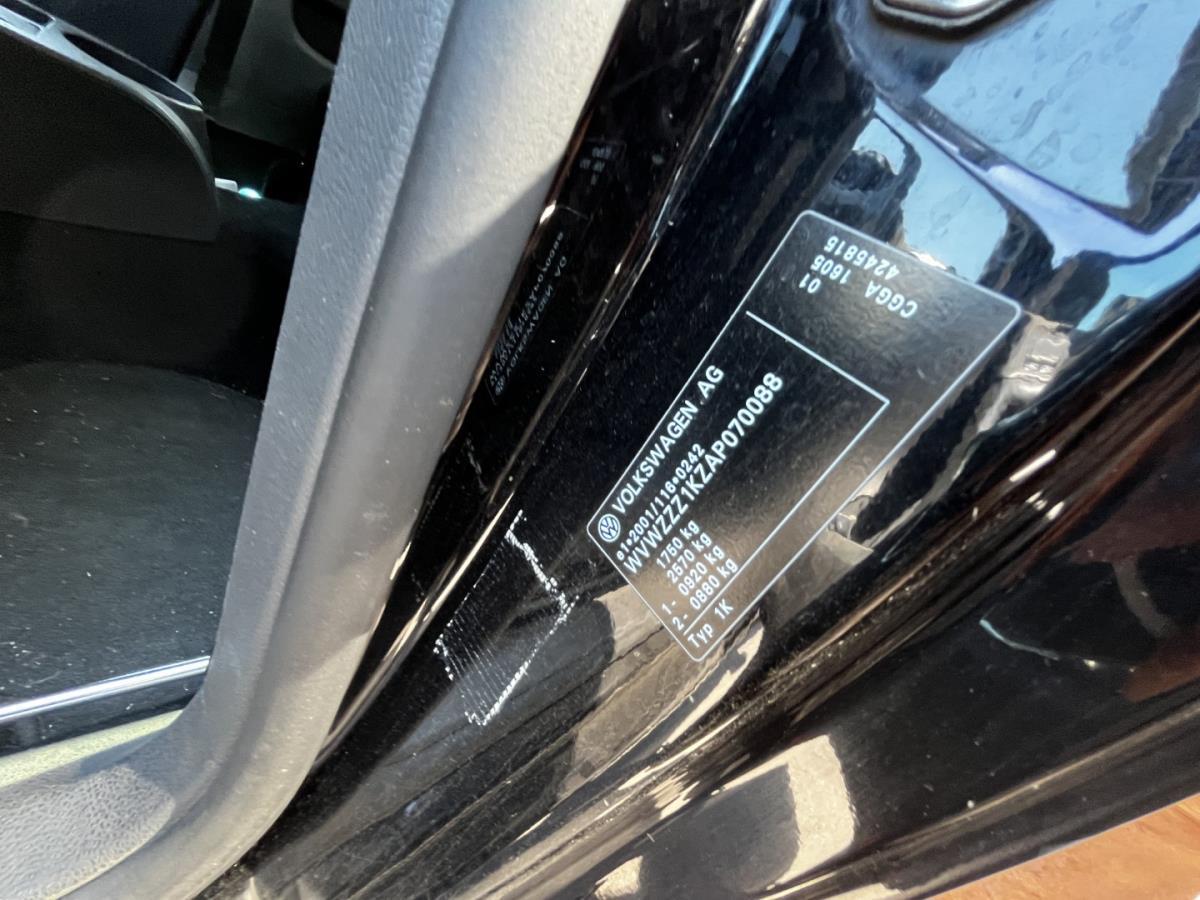 VOLKSWAGEN AG
e1*2001/116*0242
WVWZZZ1KZAP070088
1750 kg
2570 kg
1- 0920 kg
2- 0880 kg
Typ 1K
01
CGGA 1605
4245815